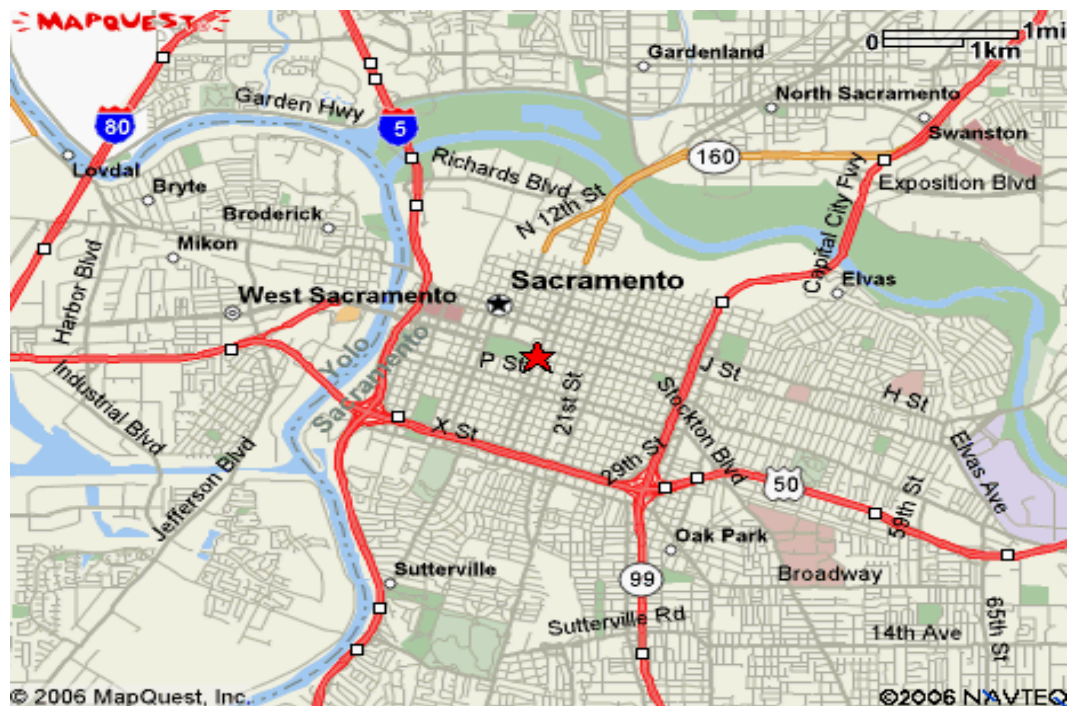 MAPQUEST
0 1mi
1km
Gardenland
80
Garden Hwy
5
North Sacramento
Swanston
160
Lovdal
Richards Blvd
Bryte
Exposition Blvd
N 12th St
Capital City Fwy
Broderick
Mikon
Elvas
Sacramento
West Sacramento
Harbor Blvd
Yolo
Sacramento
P St
J St
H St
21st St
Stockton Blvd
Industrial Blvd
X St
29th St
Elvas Ave
Jefferson Blvd
50
59th St
Oak Park
Sutterville
99
Broadway
Sutterville Rd
14th Ave
65th St
© 2006 MapQuest, Inc.
©2006 NAVTEQ